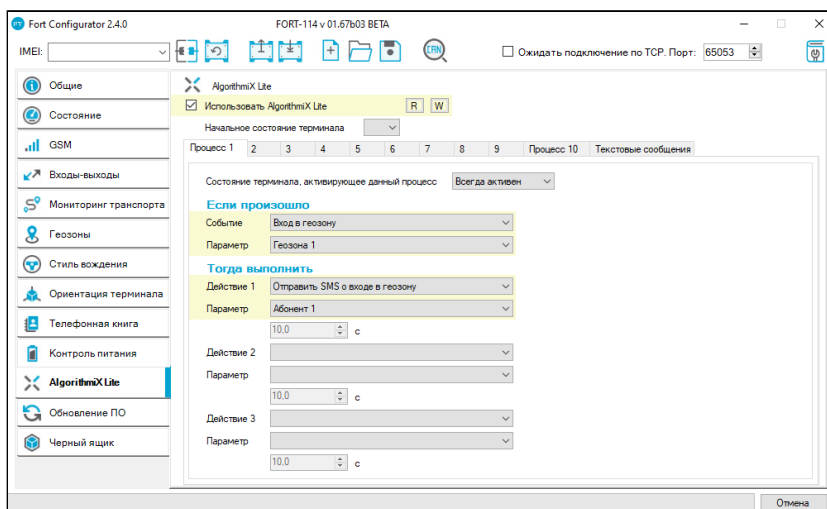 FT Fort Configurator 2.4.0 FORT-114 v 01.67b03 BETA
IMEI: CAN Ожидать подключение по TCP. Порт: 65053
Общие
Состояние
GSM
Входы-выходы
Мониторинг транспорта
Геозоны
Стиль вождения
Ориентация терминала
Телефонная книга
Контроль питания
AlgorithmiX Lite
Обновление ПО
Черный ящик
AlgorithmiX Lite
Использовать AlgorithmiX Lite R W
Начальное состояние терминала
Процесс 1 2 3 4 5 6 7 8 9 Процесс 10 Текстовые сообщения
Состояние терминала, активирующее данный процесс Всегда активен
Если произошло
Событие Вход в геозону
Параметр Геозона 1
Тогда выполнить
Действие 1 Отправить SMS о входе в геозону
Параметр Абонент 1
10,0 с
Действие 2
Параметр
10,0 с
Действие 3
Параметр
10,0 с
Отмена